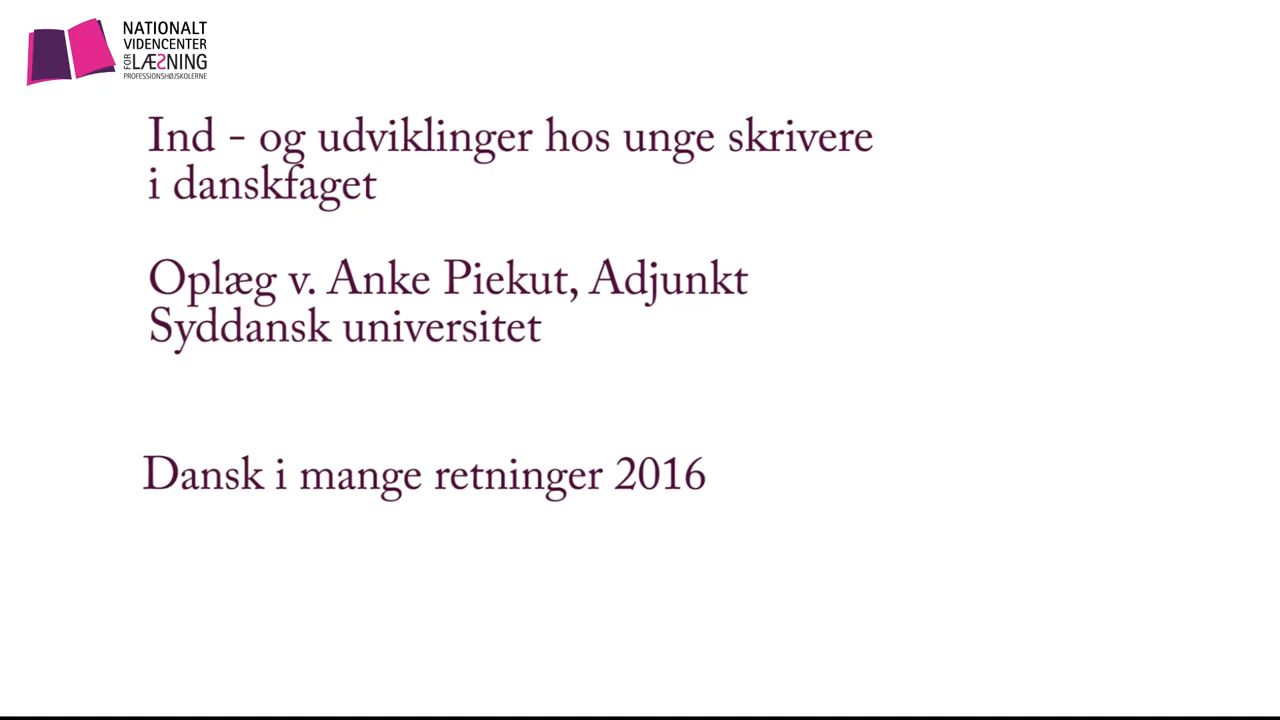 NATIONALT
VIDENCENTER
FOR LÆSNING
PROFESSIONSHØJSKOLERNE
Ind - og udviklinger hos unge skrivere
i danskfaget
Oplæg v. Anke Piekut, Adjunkt
Syddansk universitet
Dansk i mange retninger 2016